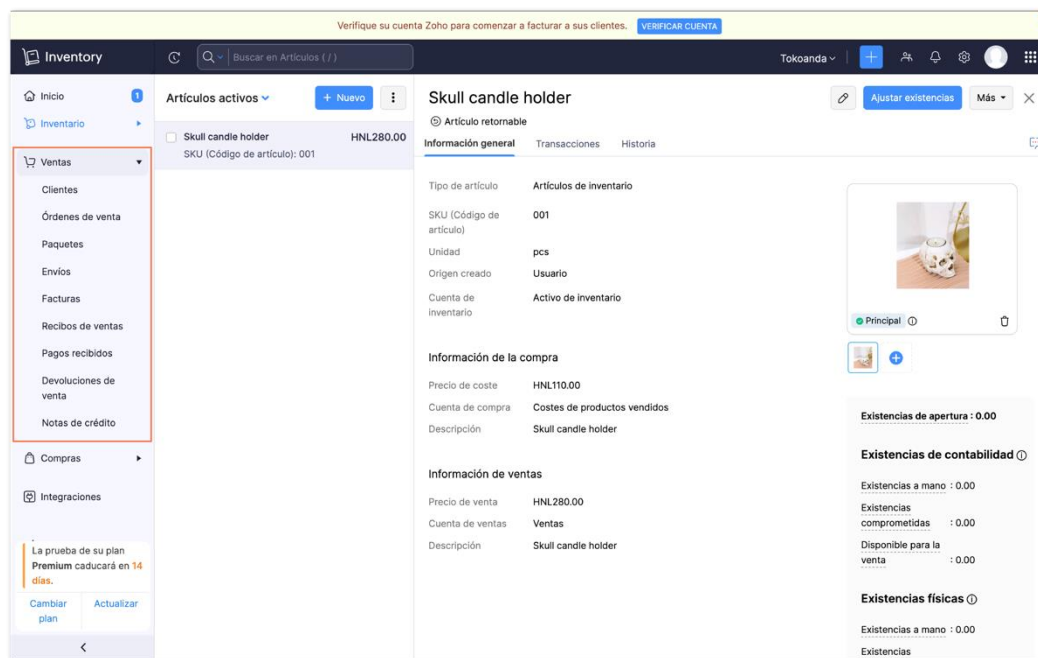 Verifique su cuenta Zoho para comenzar a facturar a sus clientes. VERIFICAR CUENTA
Inventory
Buscar en Artículos ( / )
Tokoanda
Inicio 1
Inventario
Ventas
Clientes
Órdenes de venta
Paquetes
Envíos
Facturas
Recibos de ventas
Pagos recibidos
Devoluciones de
venta
Notas de crédito
Compras
Integraciones
La prueba de su plan
Premium caducará en 14
días.
Cambiar
plan
Actualizar
Artículos activos
+ Nuevo
Skull candle holder HNL280.00
SKU (Código de artículo): 001
Skull candle holder
Ajustar existencias
Más
Artículo retornable
Información general Transacciones Historia
Tipo de artículo Artículos de inventario
SKU (Código de 001
artículo)
Unidad pcs
Origen creado Usuario
Cuenta de Activo de inventario
inventario
Información de la compra
Precio de coste HNL110.00
Cuenta de compra Costes de productos vendidos
Descripción Skull candle holder
Información de ventas
Precio de venta HNL280.00
Cuenta de ventas Ventas
Descripción Skull candle holder
Principal
Existencias de apertura : 0.00
Existencias de contabilidad
Existencias a mano : 0.00
Existencias
comprometidas : 0.00
Disponible para la
venta : 0.00
Existencias físicas
Existencias a mano : 0.00
Existencias